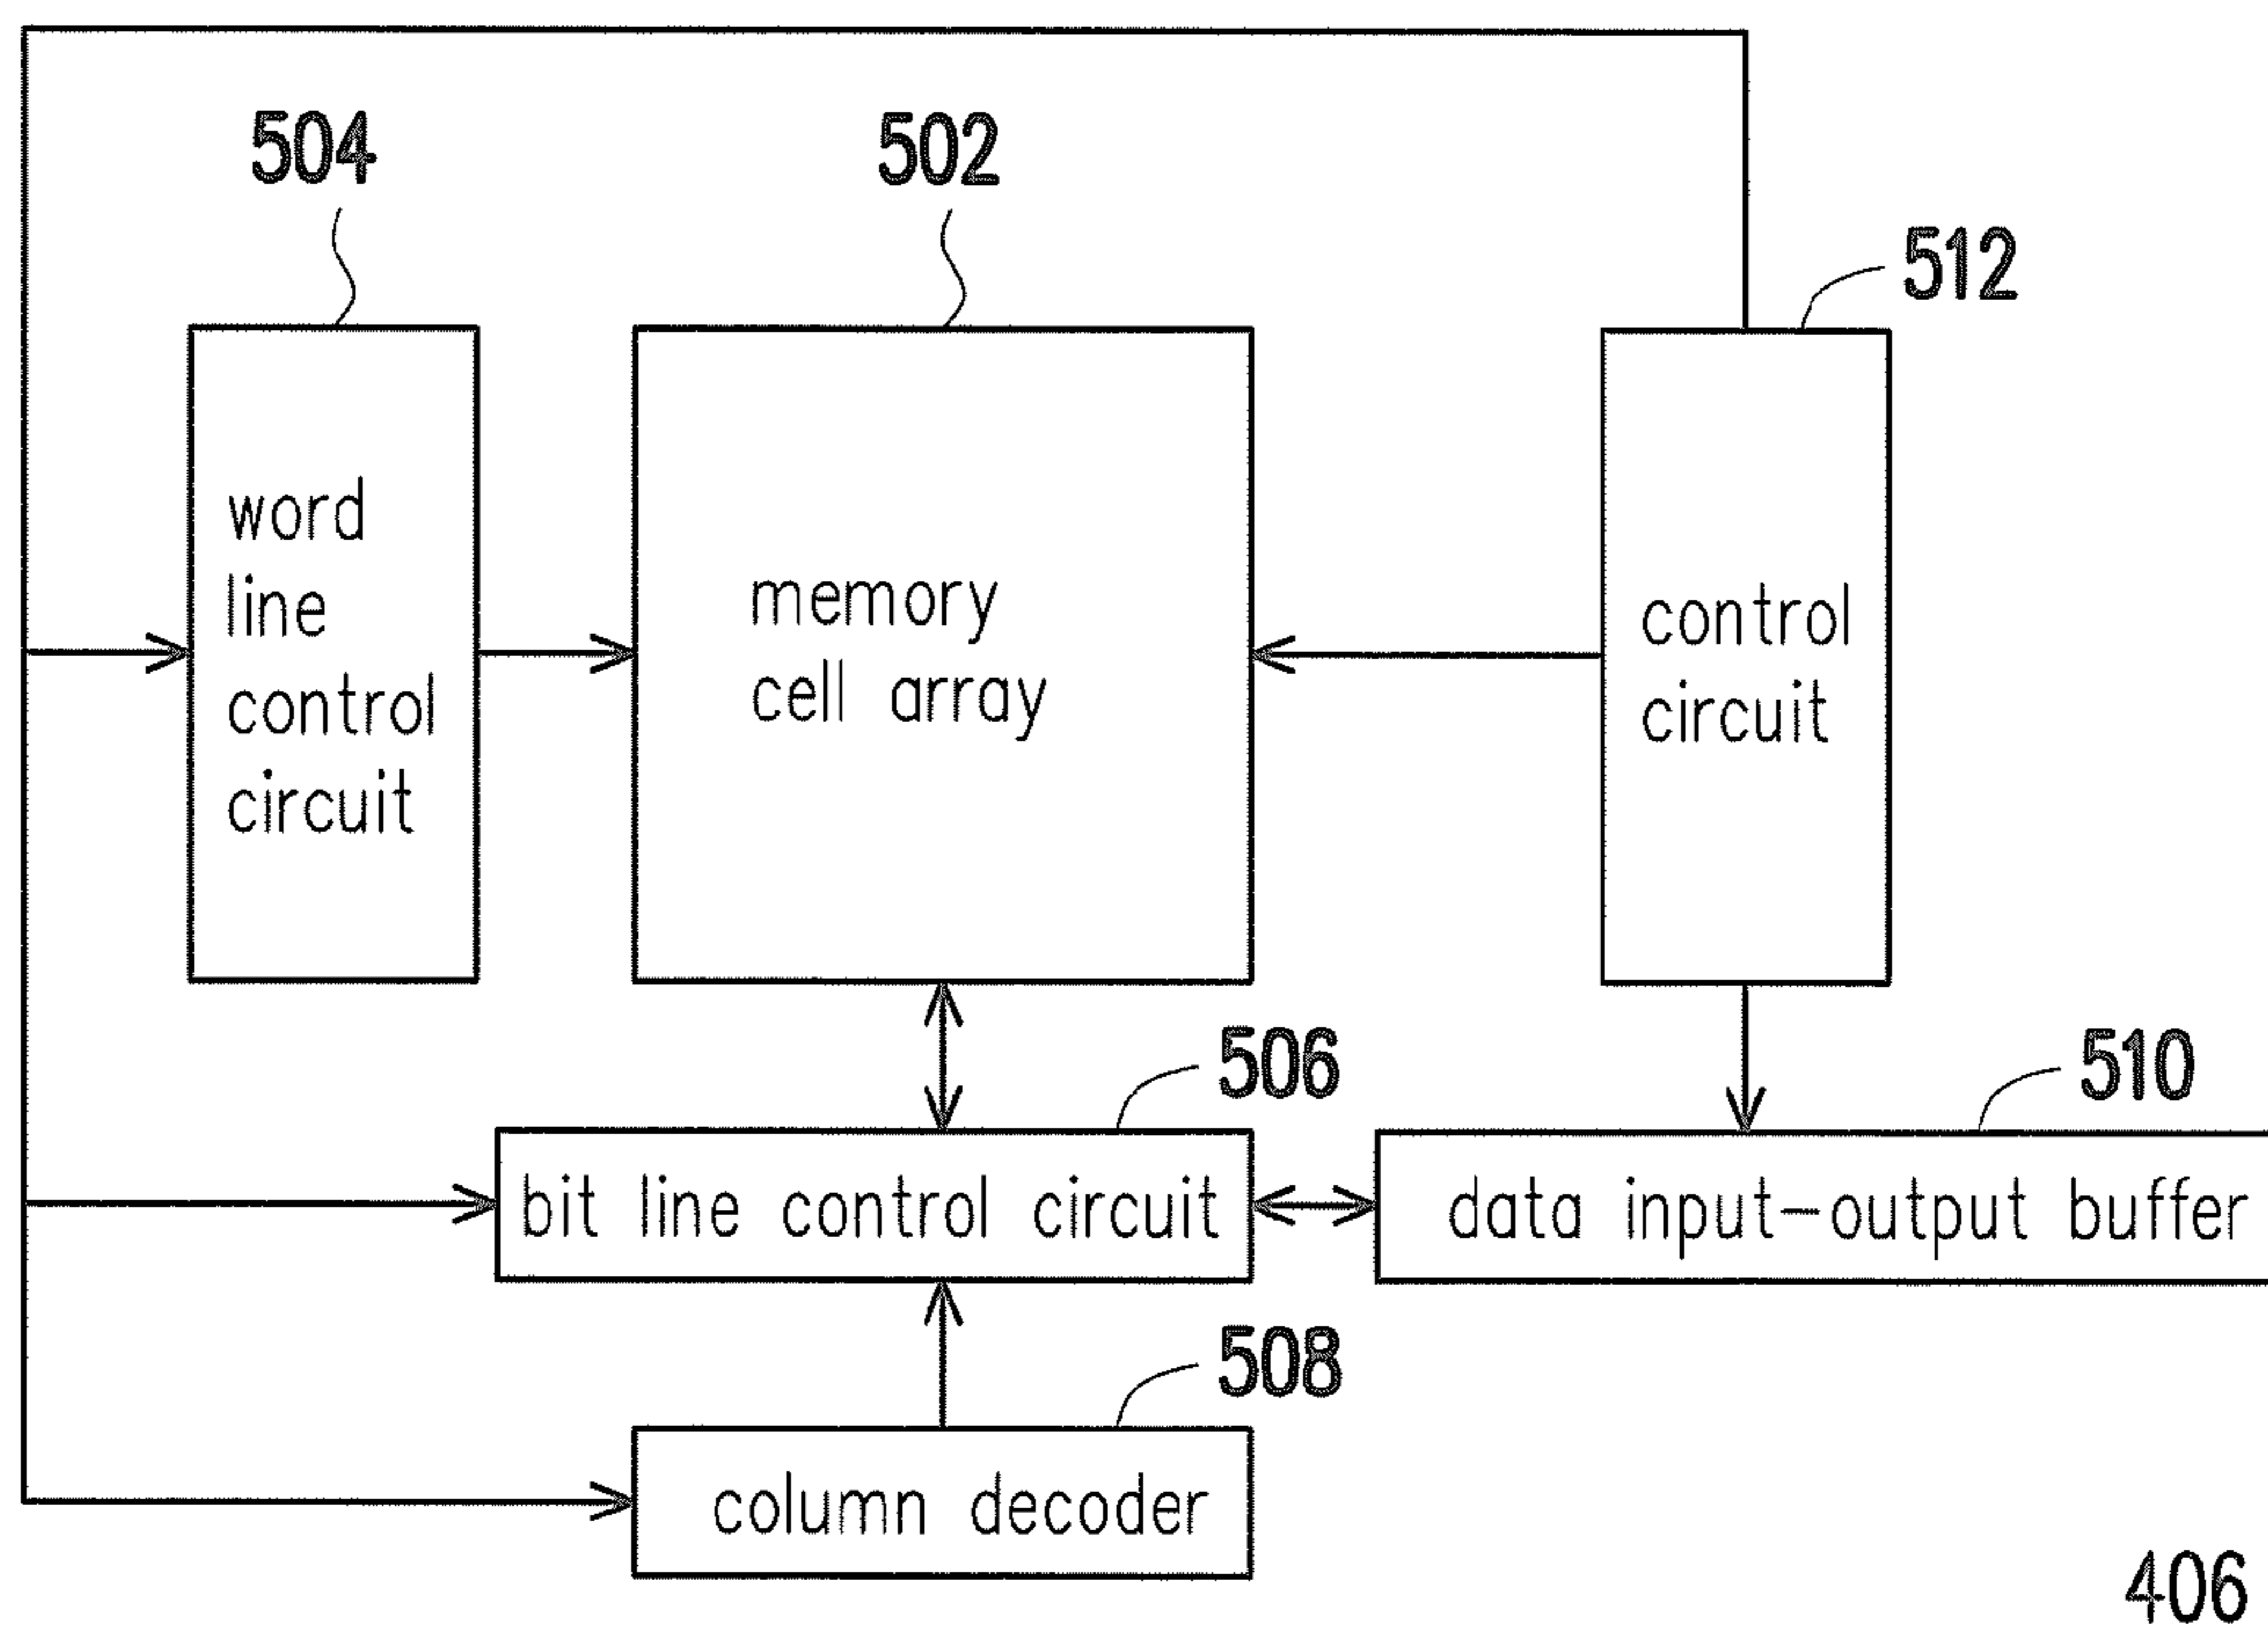 504
502
512
word
line
control
circuit
memory
cell array
control
circuit
506
510
bit line control circuit
data input-output buffer
508
column decoder
406